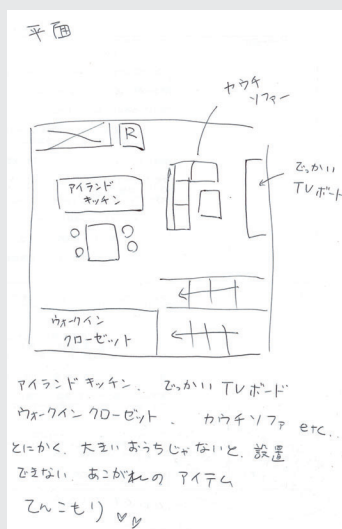 平面
カウチ
ソファー
R
でっかい
TVボード
アイランド
キッチン
ウォークイン
クローゼット
アイランドキッチン、でっかいTVボード
ウォークインクローゼット、カウチソファ etc..
とにかく、大きいおうちじゃないと、設置
できない、あこがれのアイテム
てんこもり♡♡